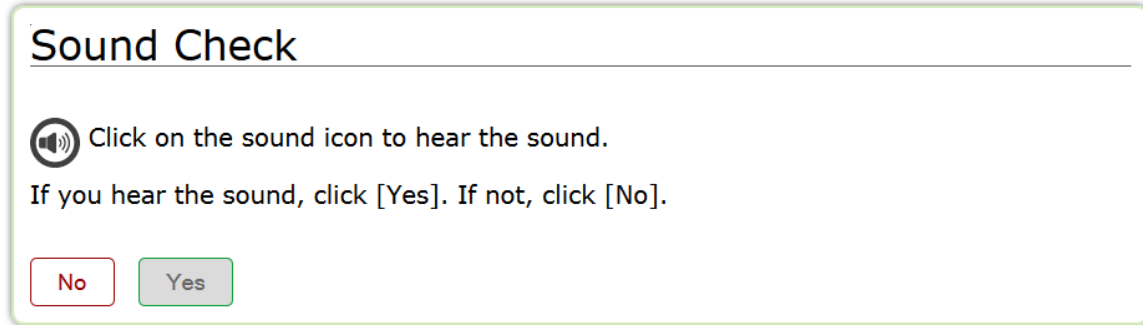 Sound Check
Click on the sound icon to hear the sound.
If you hear the sound, click [Yes]. If not, click [No].
No Yes